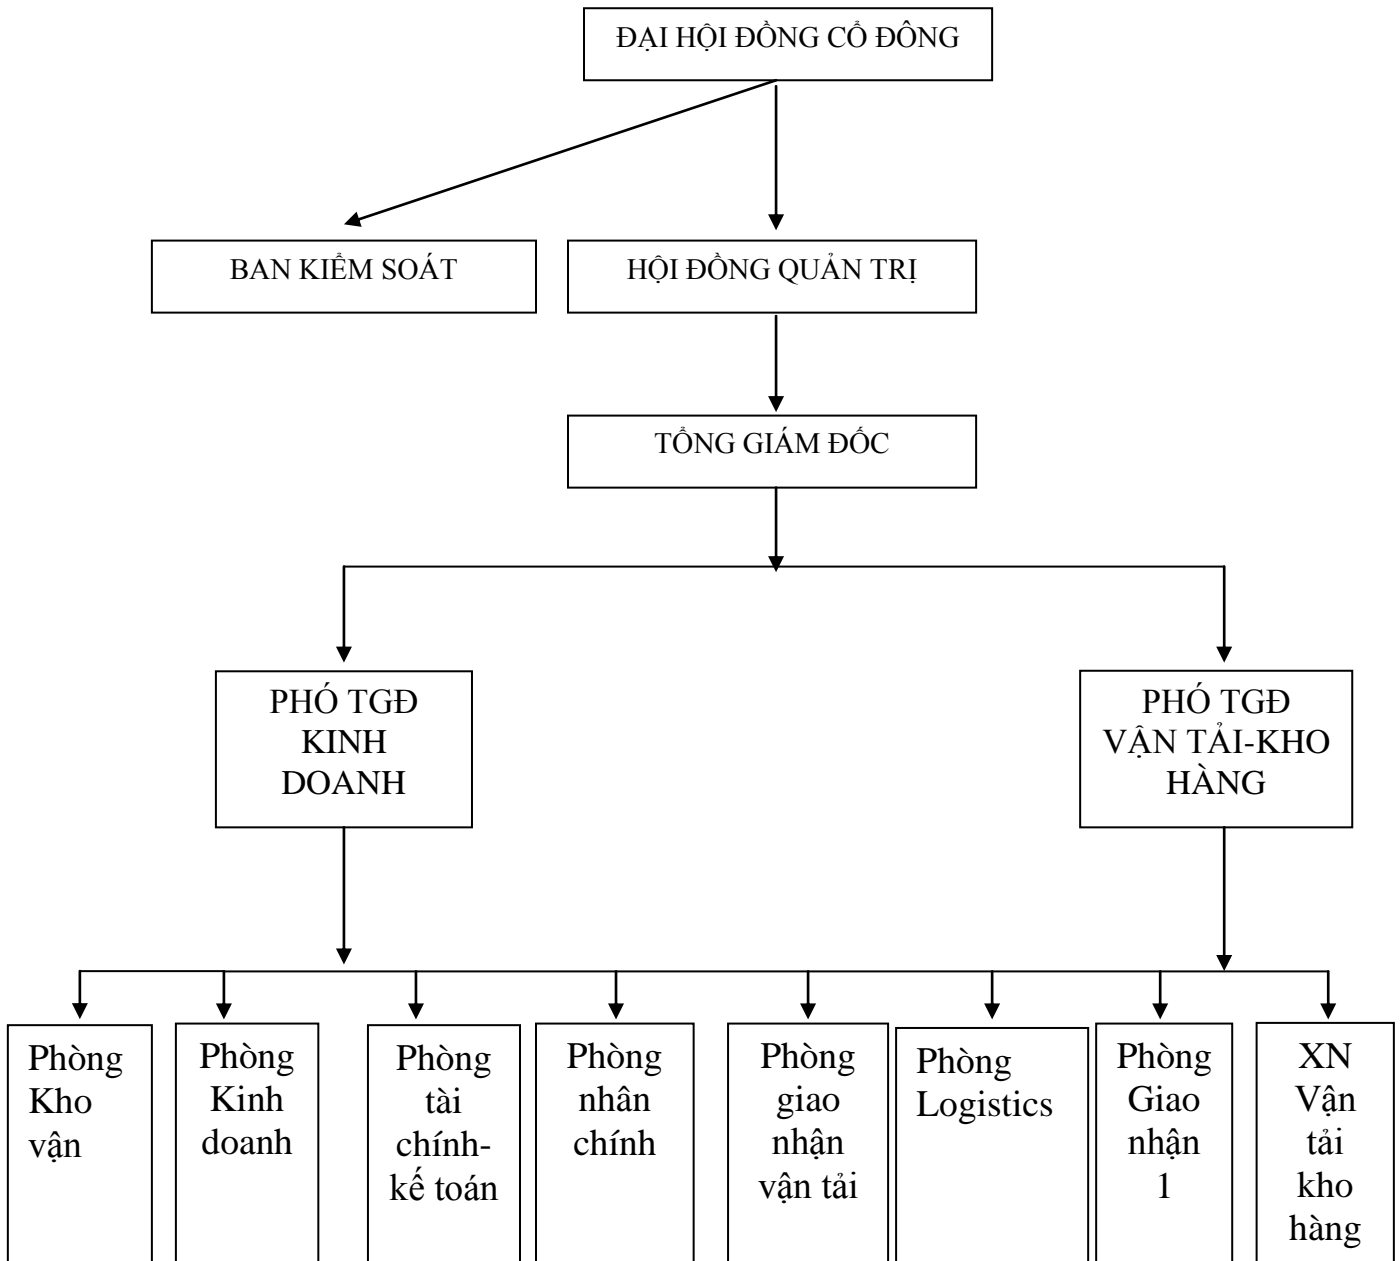 ĐẠI HỘI ĐỒNG CỔ ĐÔNG
BAN KIỂM SOÁT
HỘI ĐỒNG QUẢN TRỊ
TỔNG GIÁM ĐỐC
PHÓ TGĐ
KINH
DOANH
PHÓ TGĐ
VẬN TẢI-KHO
HÀNG
Phòng
Kho
vận
Phòng
Kinh
doanh
Phòng
tài
chính-
kế toán
Phòng
nhân
chính
Phòng
giao
nhận
vận tải
Phòng
Logistics
Phòng
Giao
nhận
1
XN
Vận
tải
kho
hàng